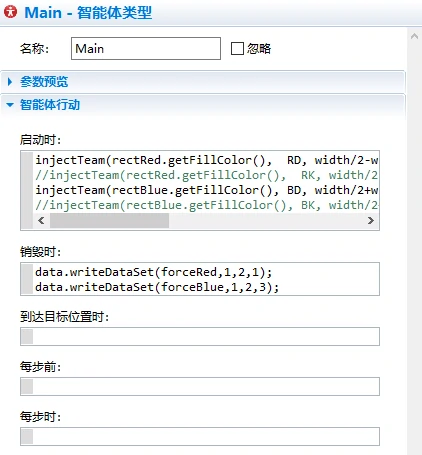 Main - 智能体类型
名称: Main 忽略
参数预览
智能体行动
启动时:
injectTeam(rectRed.getFillColor(),  RD, width/2-w
//injectTeam(rectRed.getFillColor(),  RK, width/2
injectTeam(rectBlue.getFillColor(), BD, width/2+w
//injectTeam(rectBlue.getFillColor(), BK, width/2
销毁时:
data.writeDataSet(forceRed,1,2,1);
data.writeDataSet(forceBlue,1,2,3);
到达目标位置时:
每步前:
每步时: